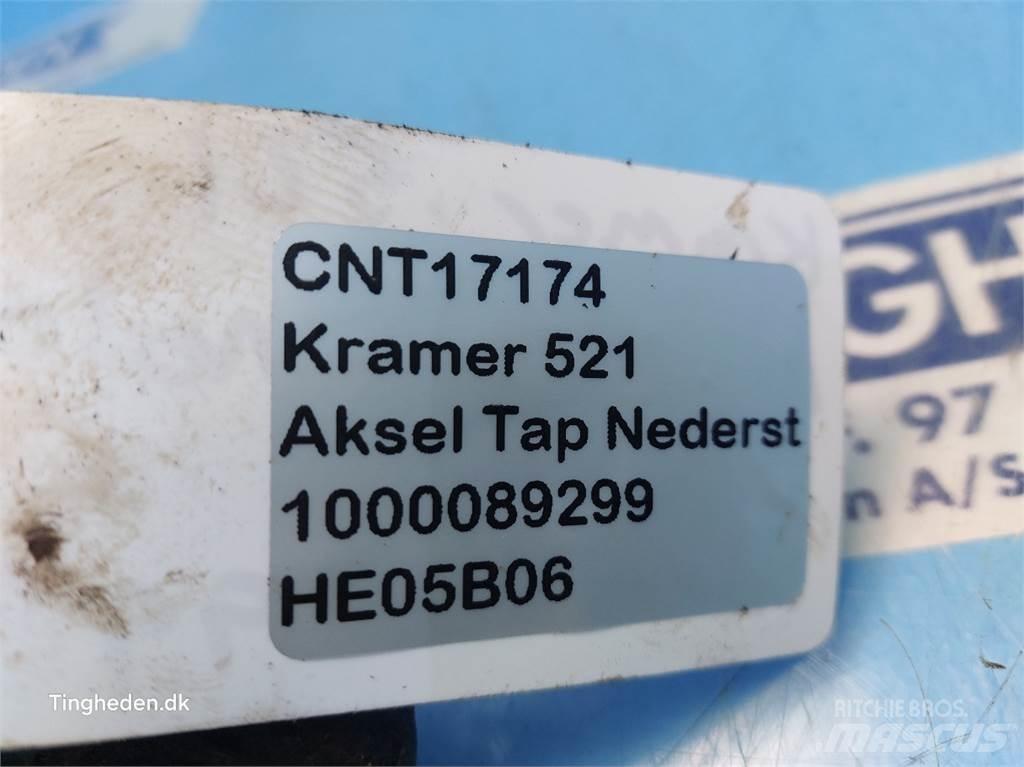 CNT17174
Kramer 521
Aksel Tap Nederst
1000089299
HE05B06
GH
. 97
n A/S
Tingheden.dk
RITCHIE BROS.
MASCUS